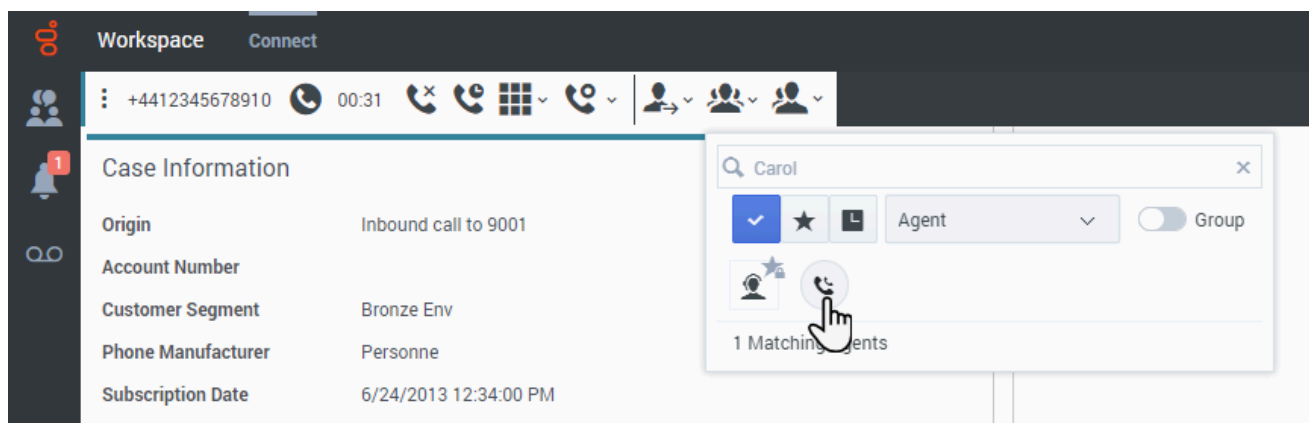 Workspace Connect
+4412345678910 00:31
1
Case Information
Carol
Origin Inbound call to 9001
Agent Group
Account Number
Customer Segment Bronze Env
Phone Manufacturer Personne
1 Matching
Subscription Date 6/24/2013 12:34:00 PM